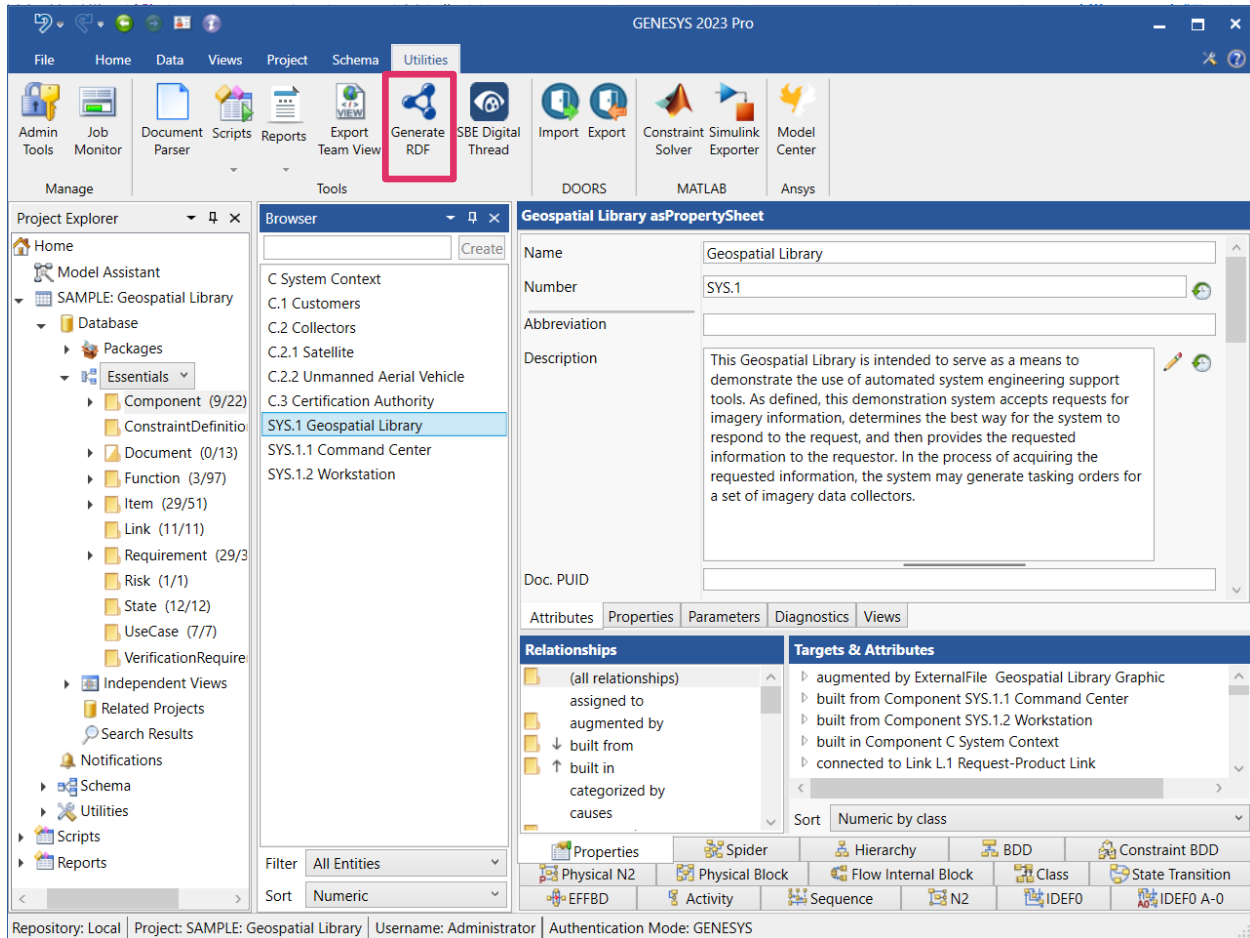 GENESYS 2023 Pro
File Home Data Views Project Schema Utilities
Admin Tools
Job Monitor
Document Parser
Scripts
Reports
VIEW
Export Team View
Generate RDF
SBE Digital Thread
Import
Export
Constraint Solver
Simulink Exporter
Model Center
Manage
Tools
DOORS
MATLAB
Ansys
Project Explorer
Home
Model Assistant
SAMPLE: Geospatial Library
Database
Packages
Essentials
Component (9/22)
ConstraintDefinitio
Document (0/13)
Function (3/97)
Item (29/51)
Link (11/11)
Requirement (29/3
Risk (1/1)
State (12/12)
UseCase (7/7)
VerificationRequire
Independent Views
Related Projects
Search Results
Notifications
Schema
Utilities
Scripts
Reports
Browser
Create
C System Context
C.1 Customers
C.2 Collectors
C.2.1 Satellite
C.2.2 Unmanned Aerial Vehicle
C.3 Certification Authority
SYS.1 Geospatial Library
SYS.1.1 Command Center
SYS.1.2 Workstation
Filter All Entities
Sort Numeric
Geospatial Library asPropertySheet
Name Geospatial Library
Number SYS.1
Abbreviation
Description
This Geospatial Library is intended to serve as a means to
demonstrate the use of automated system engineering support
tools. As defined, this demonstration system accepts requests for
imagery information, determines the best way for the system to
respond to the request, and then provides the requested
information to the requestor. In the process of acquiring the
requested information, the system may generate tasking orders for
a set of imagery data collectors.
Doc. PUID
Attributes Properties Parameters Diagnostics Views
Relationships
(all relationships)
assigned to
augmented by
built from
built in
categorized by
causes
Targets & Attributes
augmented by ExternalFile Geospatial Library Graphic
built from Component SYS.1.1 Command Center
built from Component SYS.1.2 Workstation
built in Component C System Context
connected to Link L.1 Request-Product Link
Sort Numeric by class
Properties Spider Hierarchy BDD Constraint BDD
Physical N2 Physical Block Flow Internal Block Class State Transition
EFFBD Activity Sequence N2 IDEF0 IDEF0 A-0
Repository: Local Project: SAMPLE: Geospatial Library Username: Administrator Authentication Mode: GENESYS